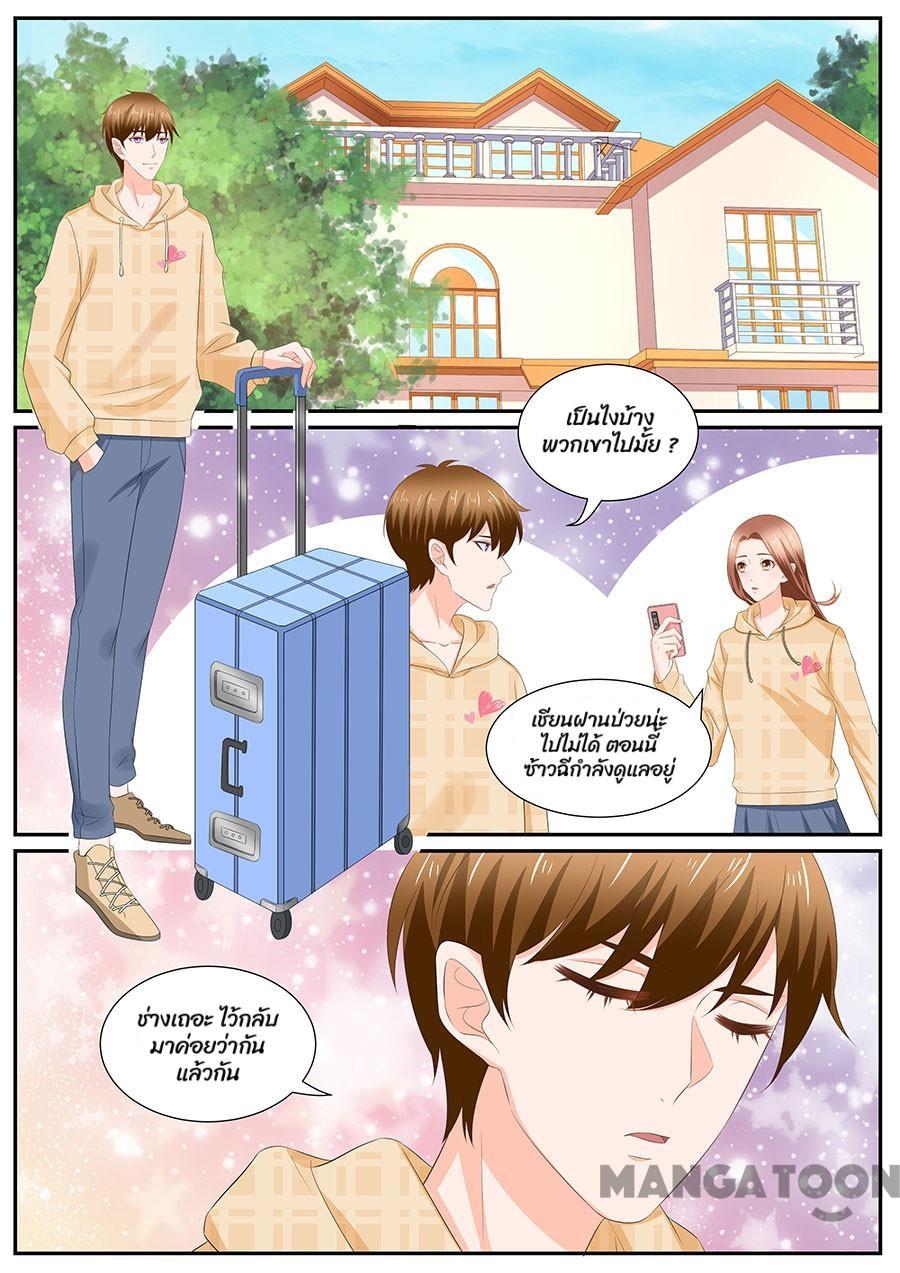 เป็นไงบ้าง
พวกเขาไปมั้ย ?
เชียนฝานป่วยน่ะ
ไปไม่ได้ ตอนนี้
ซ้าวฉีกำลังดูแลอยู่
ช่างเถอะ ไว้กลับ
มาค่อยว่ากัน
แล้วกัน
MANGATOON